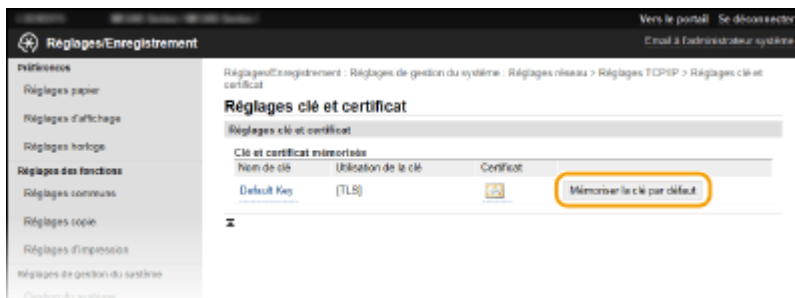 Vers le portail Se déconnecter
Réglages/Enregistrement
Email à l'administrateur système
Préférences
Réglages papier
Réglages d'affichage
Réglages horloge
Réglages des fonctions
Réglages communs
Réglages copie
Réglages d'impression
Réglages de gestion du système
Gestion du système
Réglages/Enregistrement : Réglages de gestion du système : Réglages réseau > Réglages TCP/IP > Réglages clé et
certificat
Réglages clé et certificat
Réglages clé et certificat
Clé et certificat mémorisés
Nom de clé Utilisation de la clé Certificat
Default Key [TLS] Mémoriser la clé par défaut